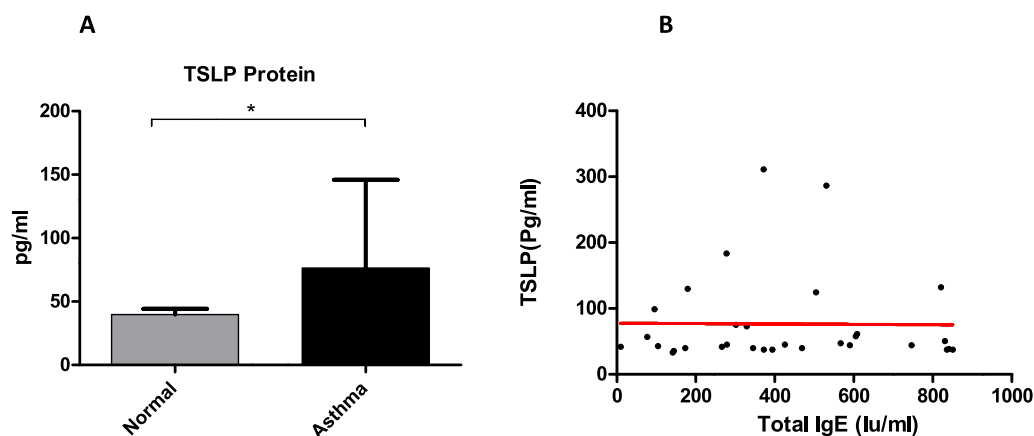 A
B
TSLP Protein
*
200
150
100
50
0
pg/ml
Normal
Asthma
400
300
200
100
0
TSLP(Pg/ml)
0 200 400 600 800 1000
Total IgE (Iu/ml)